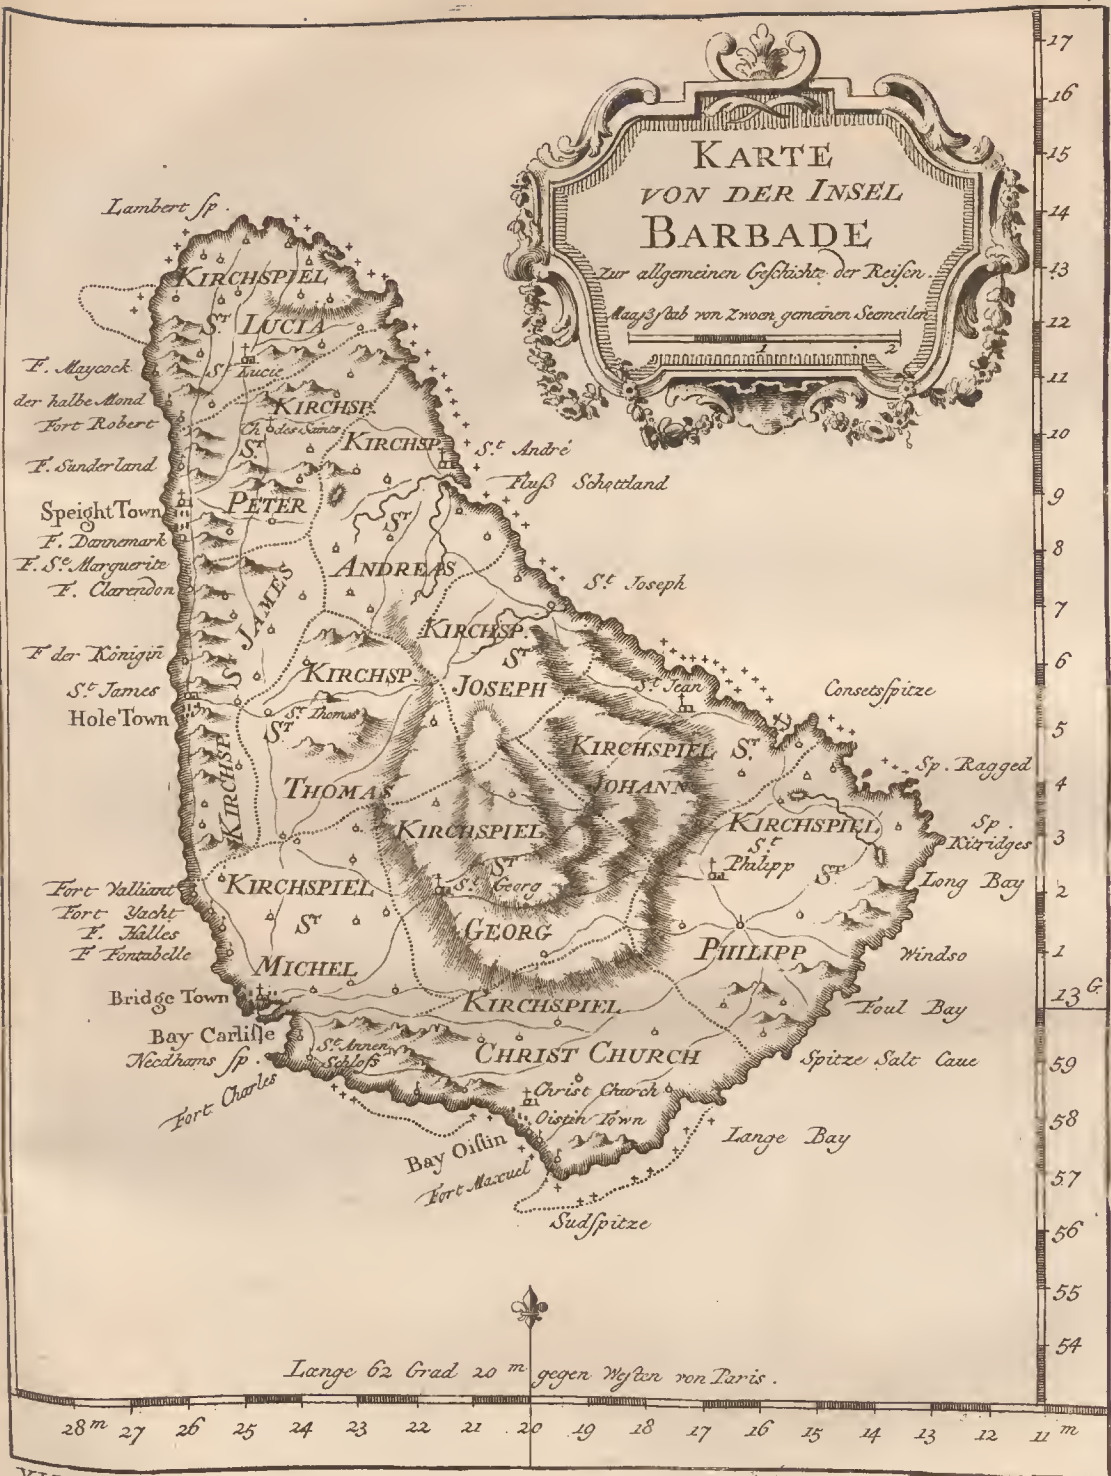 KARTE
VON DER INSEL
BARBADE
zur allgemeinen Geschichte der Reisen.
Maaßstab von zwoen gemeinen Seemeilen
1 2
Lambert sp.
KIRCHSPIEL
Sᵀ LUCIA
St Lucie
F. Maycock
der halbe Mond
Fort Robert
F. Sunderland
Speight Town
F. Dannemark
F. Sᵉ Marguerite
F. Clarendon
F der Königiñ
Sᵗ James
Hole Town
KIRCHSP.
Ch des Saints
Sᵀ
PETER
KIRCHSP.
Sᵀ
ANDREAS
Sᵗ André
Fluß Schottland
Sᵗ Joseph
KIRCHSP. Sᵀ JAMES
KIRCHSP.
Sᵗ Thomas
Sᵀ
THOMAS
KIRCHSP.
Sᵀ
JOSEPH
Sᵗ Jean
Consetsspitze
KIRCHSPIEL Sᵀ
JOHANN
Sp. Ragged
Sp. Kitridges
Long Bay
KIRCHSPIEL
Sᵗ Philipp
Sᵀ
PHILIPP
Windso
Foul Bay
Spitze Salt Caue
KIRCHSPIEL
Sᵀ
Sᵗ Georg
GEORG
Fort Valliant
Fort Yacht
F. Halles
F Fontabelle
Bridge Town
Bay Carlisle
Needhams sp.
Fort Charles
KIRCHSPIEL
Sᵀ
MICHEL
KIRCHSPIEL
CHRIST CHURCH
Sᵗ Annen
Schloß
Christ Church
Oistin Town
Bay Oistin
Fort Maxuel
Lange Bay
Sudspitze
17
16
15
14
13
12
11
10
9
8
7
6
5
4
3
2
1
13 G.
59
58
57
56
55
54
Længe 62 Grad 20 ᵐ gegen Westen von Paris.
28 ᵐ 27 26 25 24 23 22 21 20 19 18 17 16 15 14 13 12 11 ᵐ